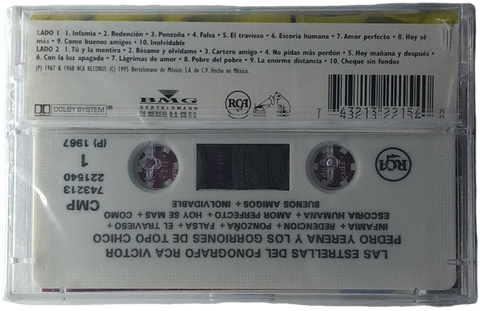 LADO 1 1. Infamia • 2. Redención • 3. Ponzoña • 4. Falsa • 5. El travieso • 6. Escoria humana • 7. Amor perfecto • 8. Hoy sé
más • 9. Como buenos amigos • 10. Inolvidable
LADO 2 1. Tú y la mentira • 2. Bésame y olvídame • 3. Cartero amigo • 4. No pidas más perdón • 5. Hoy mañana y después •
6. Con la luz apagada • 7. Lágrimas de amor • 8. Pobre del pobre • 9. La enorme distancia • 10. Cheque sin fondos
(P) 1967 & 1968 RCA RECORDS. (C) 1995 Bertelsmann de México, S.A. de C.V. Hecho en México.
DOLBY SYSTEM
BMG
BERTELSMANN
DE MEXICO
RCA
7 43213 22154
LAS ESTRELLAS DEL FONOGRAFO RCA VICTOR
PEDRO YERENA Y LOS GORRIONES DE TOPO CHICO
INFAMIA + REDENCION + PONZOÑA + FALSA + EL TRAVIESO +
ESCORIA HUMANA + AMOR PERFECTO + HOY SE MAS + COMO
BUENOS AMIGOS + INOLVIDABLE
CMP
743213
221540
1
(P) 1967
RCA